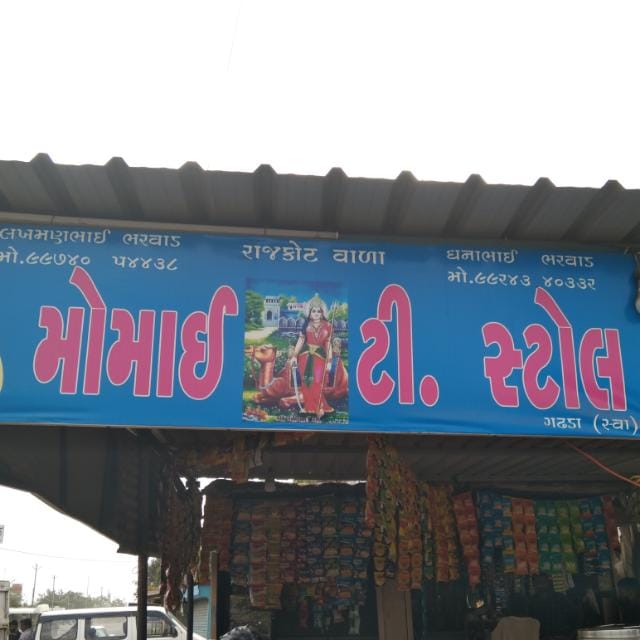 લખમણભાઈ ભરવાડ
મો.૯૯૭૪૦ ૫૪૪૩૮
રાજકોટ વાળા
ધનાભાઈ ભરવાડ
મો.૯૯૨૪૩ ૪૦૩૩૨
મોમાઈ ટી. સ્ટોલ
ગઢડા (સ્વા)